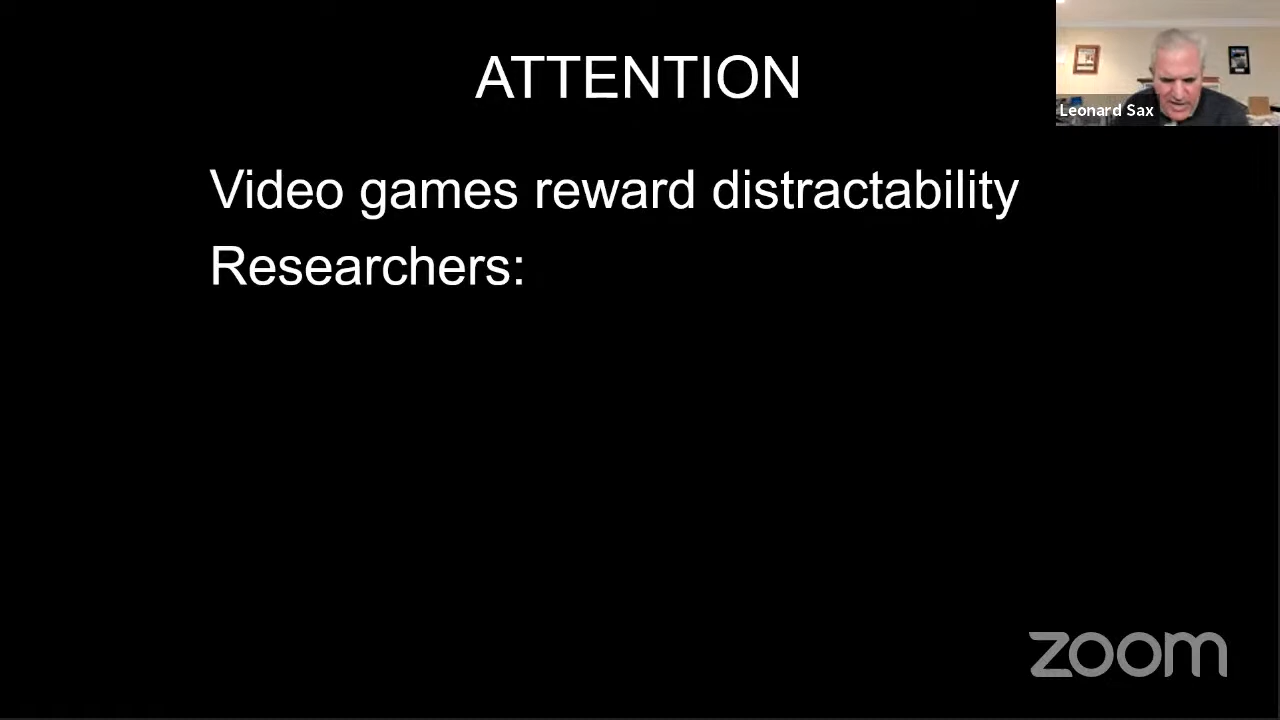 ATTENTION
Leonard Sax
Video games reward distractability
Researchers:
zoom